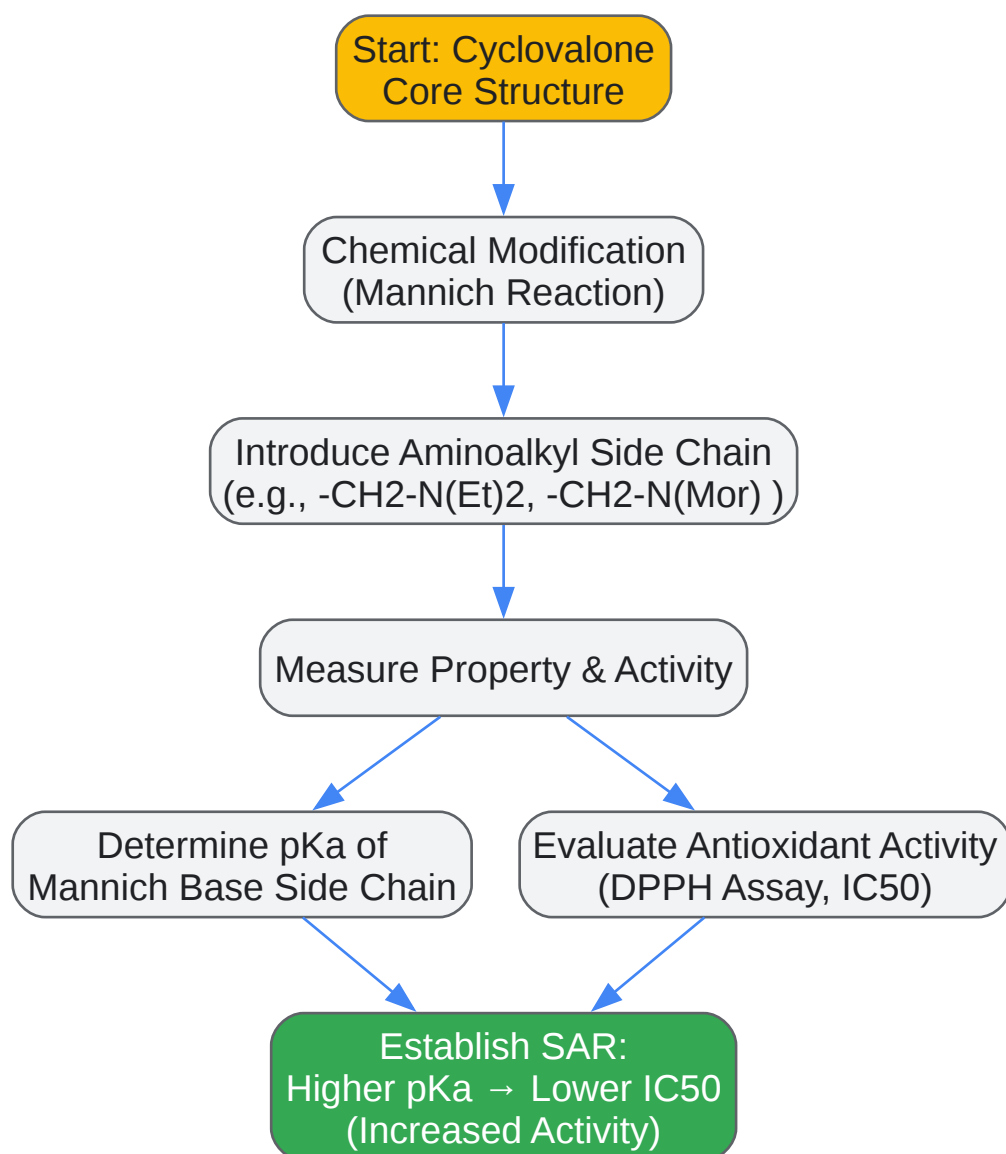 Start: Cyclovalone
Core Structure
Chemical Modification
(Mannich Reaction)
Introduce Aminoalkyl Side Chain
(e.g., -CH2-N(Et)2, -CH2-N(Mor) )
Measure Property & Activity
Determine pKa of
Mannich Base Side Chain
Evaluate Antioxidant Activity
(DPPH Assay, IC50)
Establish SAR:
Higher pKa → Lower IC50
(Increased Activity)